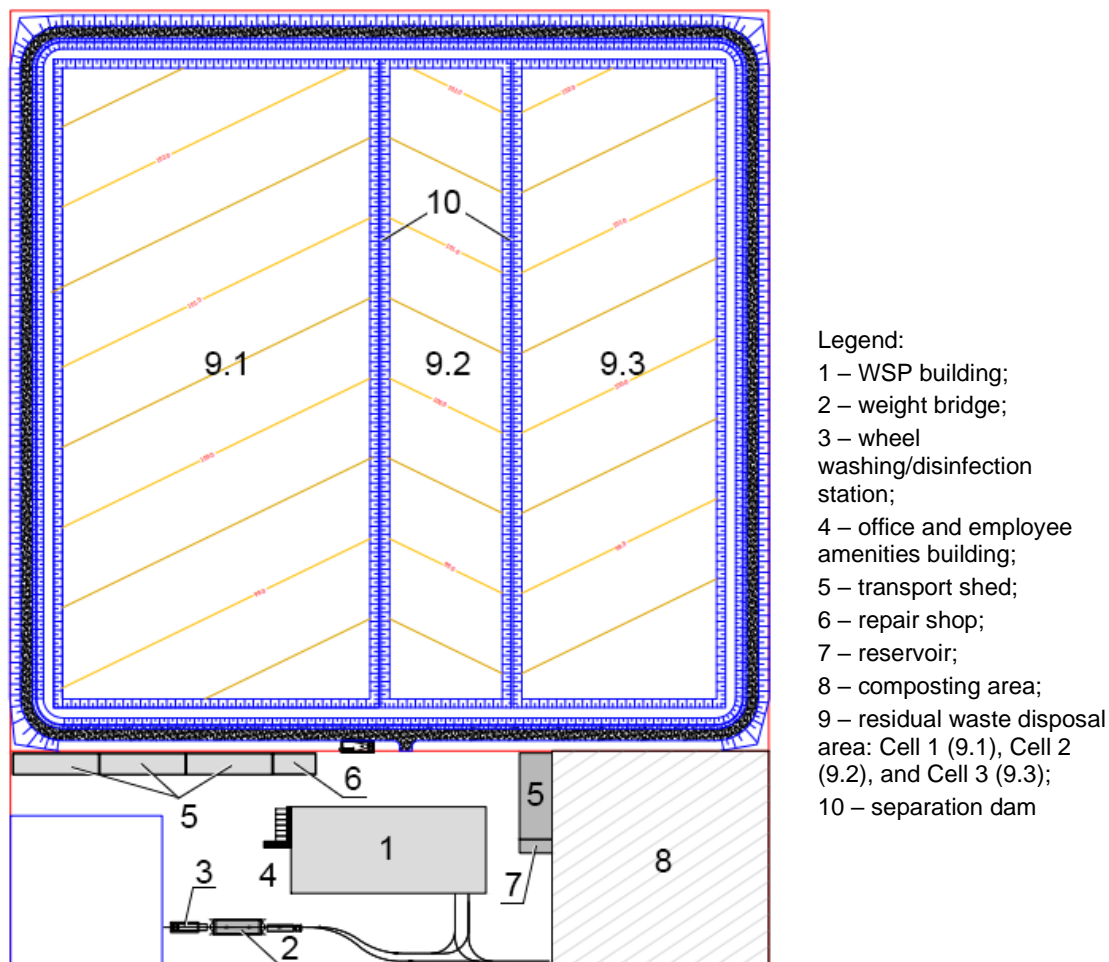 10
9.1
9.2
9.3
6
5
5
1
4
7
8
3
2
Legend:
1 – WSP building;
2 – weight bridge;
3 – wheel
washing/disinfection
station;
4 – office and employee
amenities building;
5 – transport shed;
6 – repair shop;
7 – reservoir;
8 – composting area;
9 – residual waste disposal
area: Cell 1 (9.1), Cell 2
(9.2), and Cell 3 (9.3);
10 – separation dam